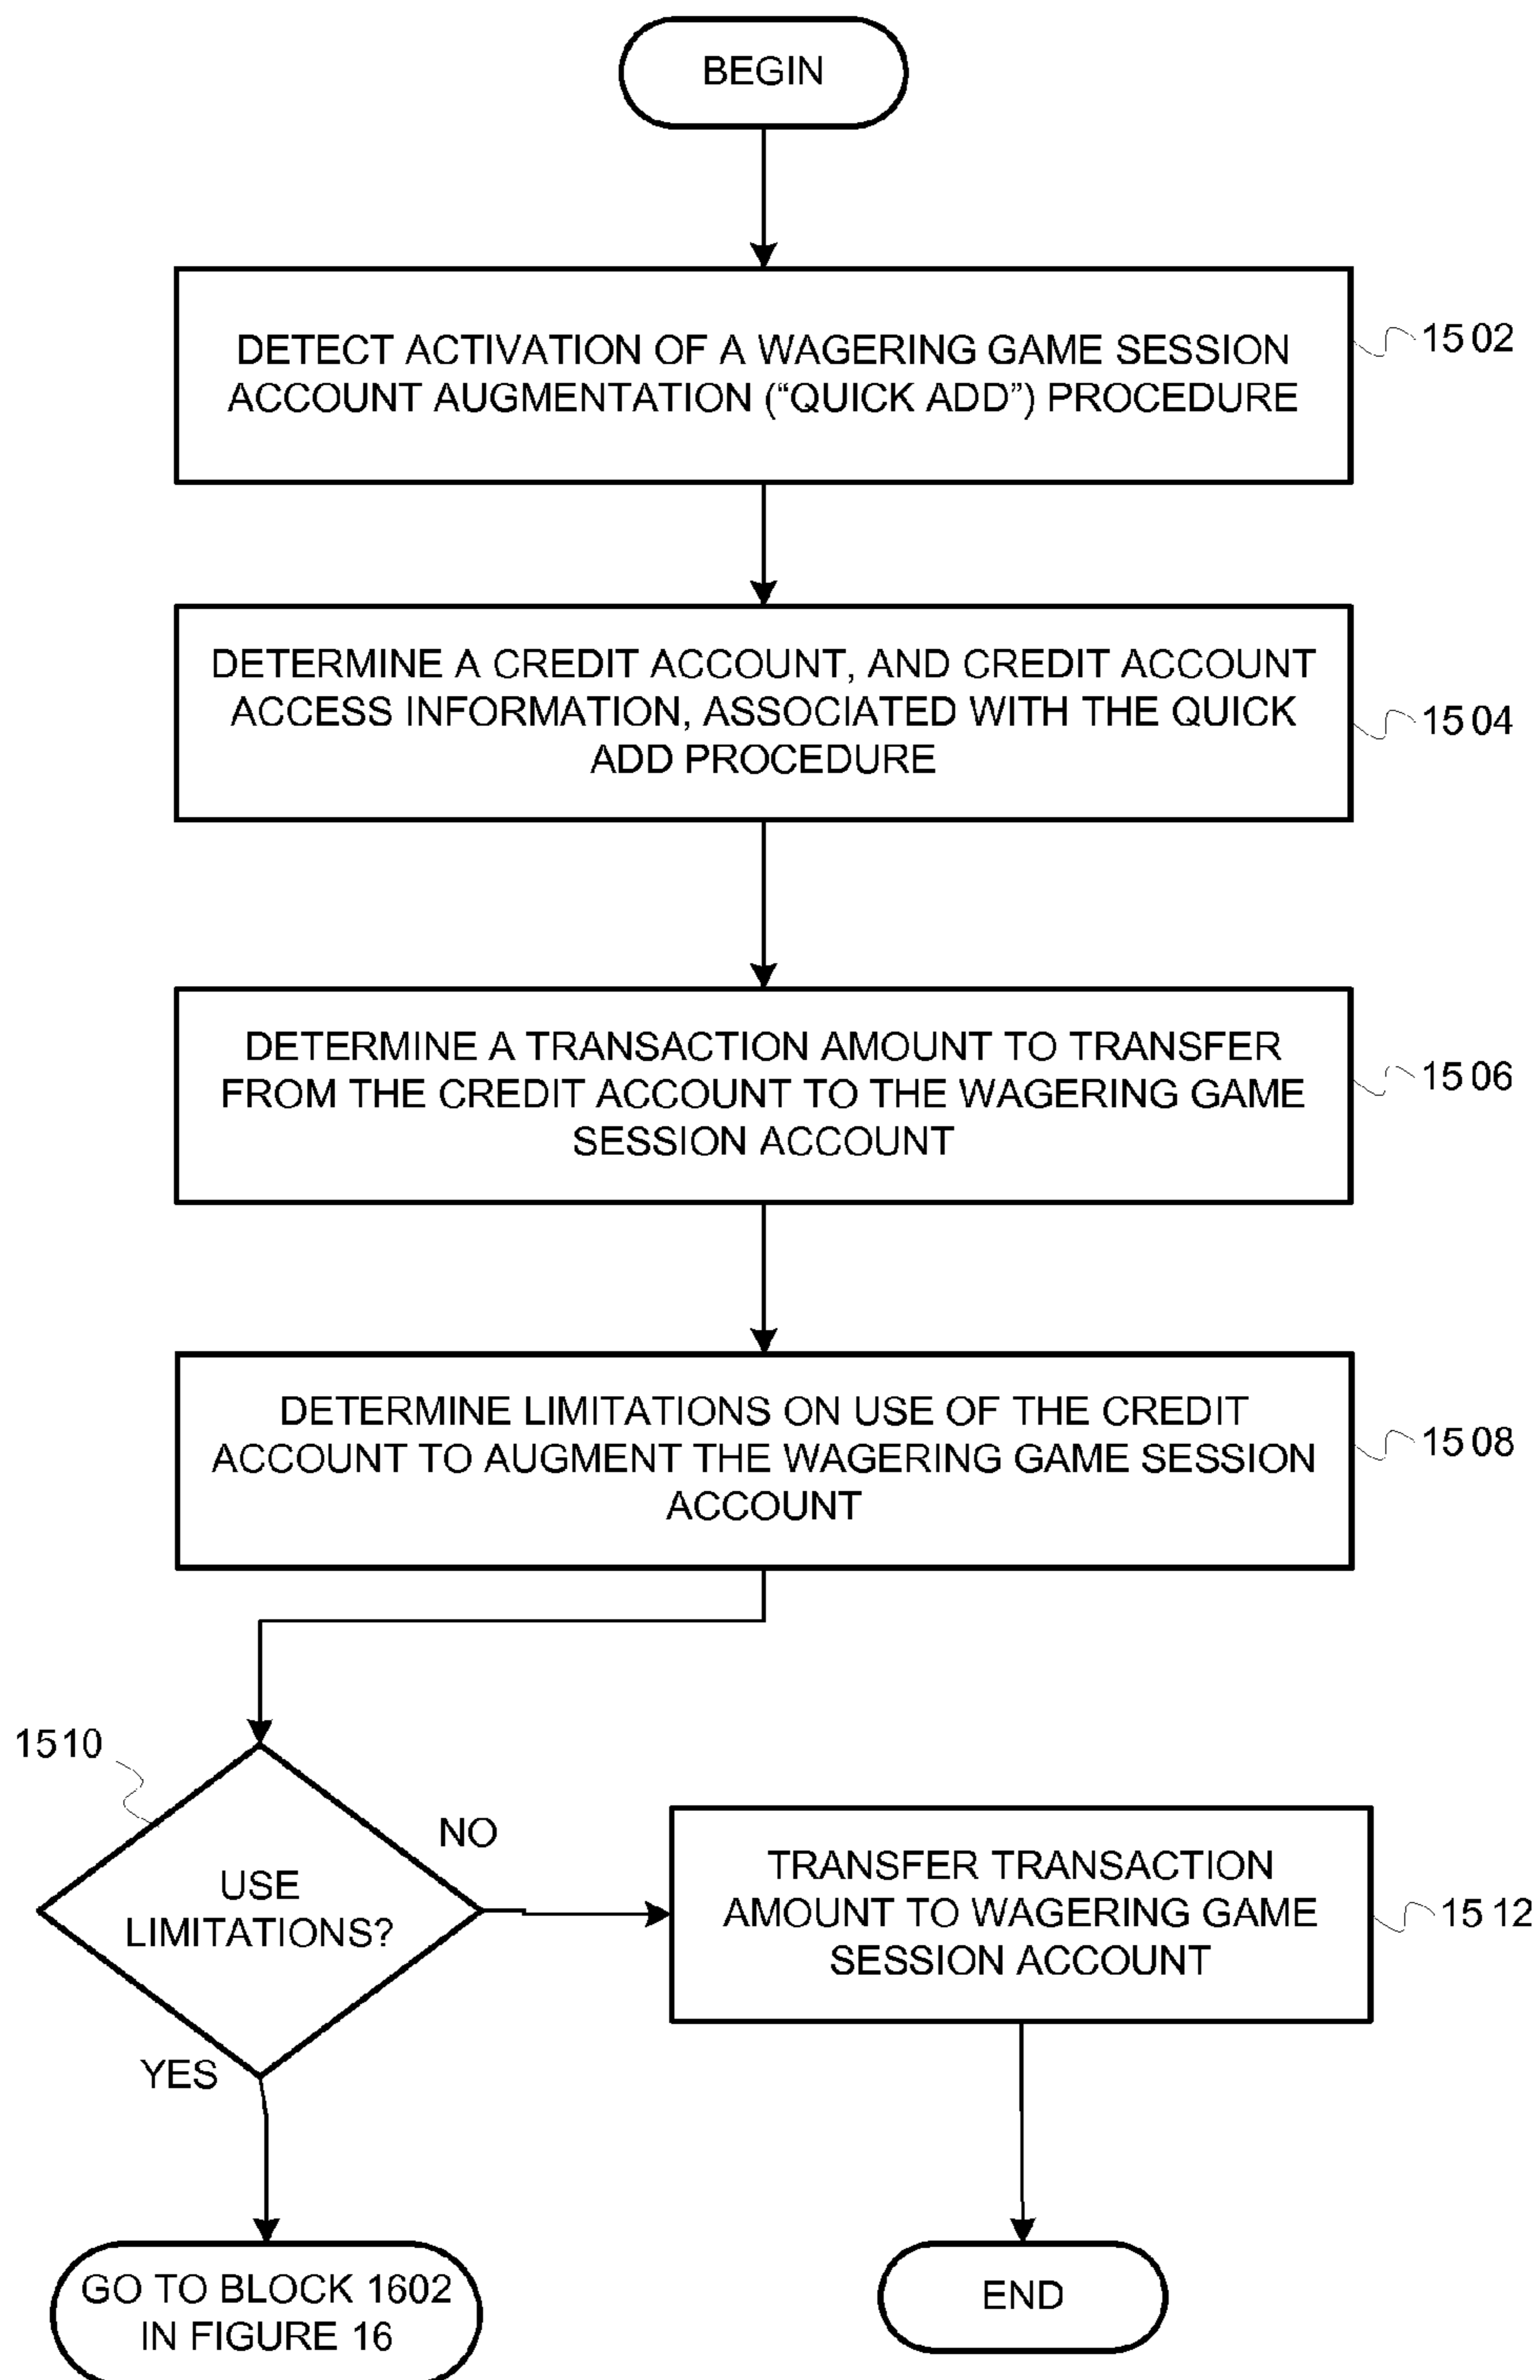 BEGIN
DETECT ACTIVATION OF A WAGERING GAME SESSION
ACCOUNT AUGMENTATION (“QUICK ADD”) PROCEDURE
1502
DETERMINE A CREDIT ACCOUNT, AND CREDIT ACCOUNT
ACCESS INFORMATION, ASSOCIATED WITH THE QUICK
ADD PROCEDURE
1504
DETERMINE A TRANSACTION AMOUNT TO TRANSFER
FROM THE CREDIT ACCOUNT TO THE WAGERING GAME
SESSION ACCOUNT
1506
DETERMINE LIMITATIONS ON USE OF THE CREDIT
ACCOUNT TO AUGMENT THE WAGERING GAME SESSION
ACCOUNT
1508
1510
USE
LIMITATIONS?
NO
TRANSFER TRANSACTION
AMOUNT TO WAGERING GAME
SESSION ACCOUNT
1512
YES
GO TO BLOCK 1602
IN FIGURE 16
END